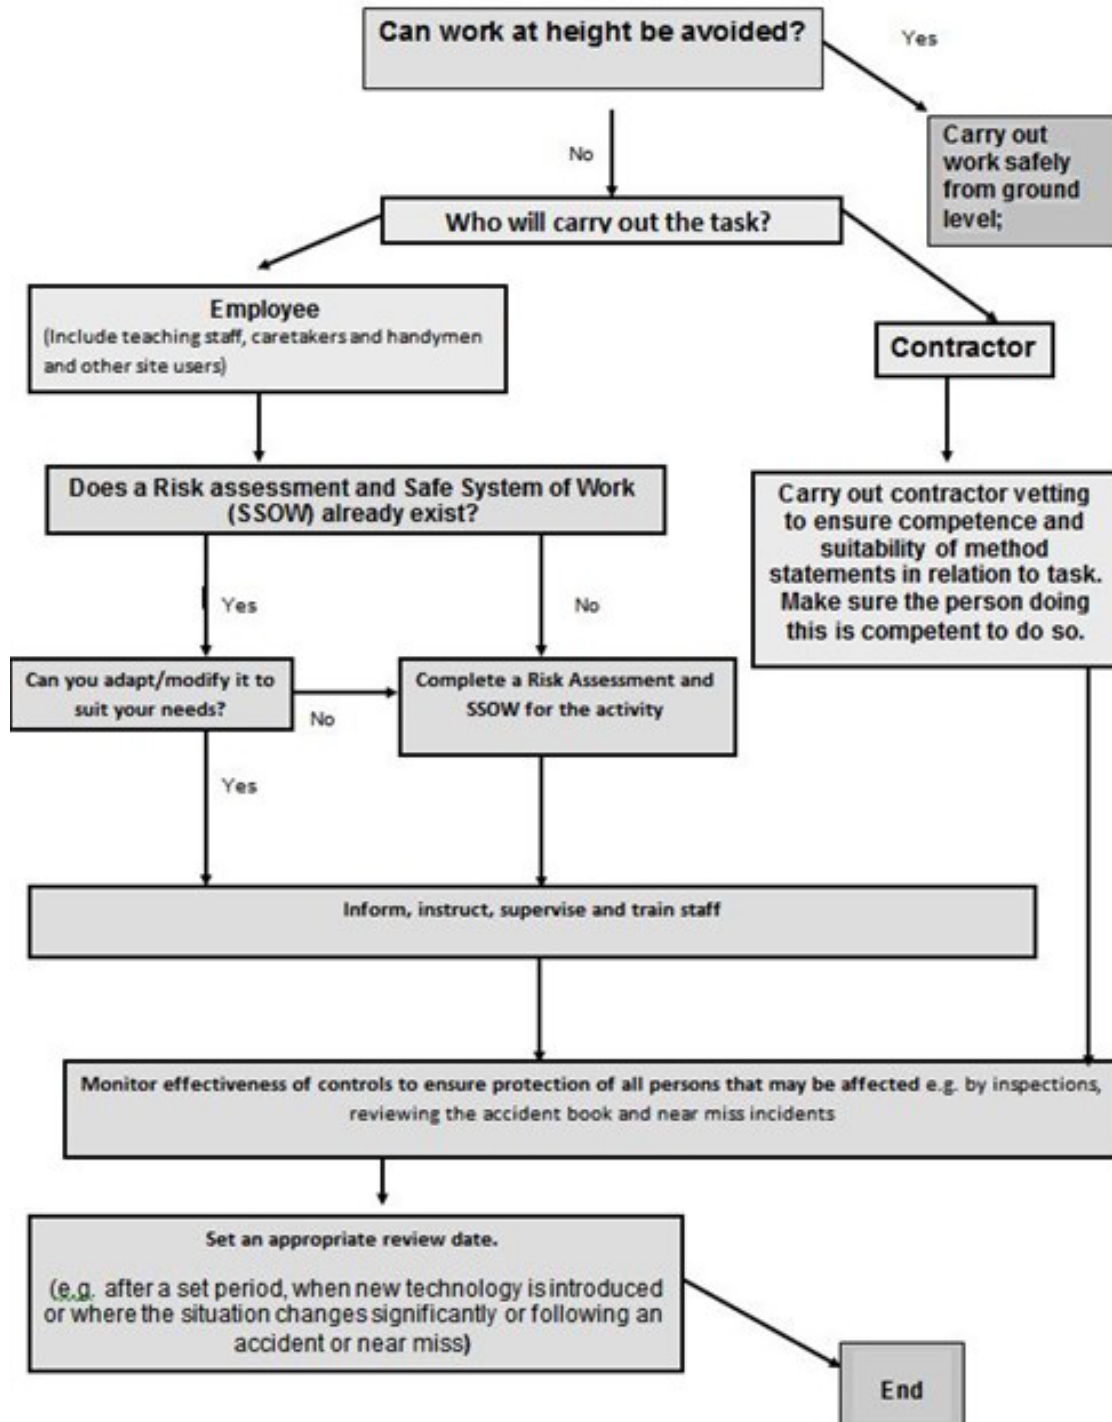 Can work at height be avoided?
Yes
Carry out
work safely
from ground
level;
No
Who will carry out the task?
Employee
(Include teaching staff, caretakers and handymen
and other site users)
Contractor
Does a Risk assessment and Safe System of Work
(SSOW) already exist?
Carry out contractor vetting
to ensure competence and
suitability of method
statements in relation to task.
Make sure the person doing
this is competent to do so.
Yes
No
Can you adapt/modify it to
suit your needs?
No
Complete a Risk Assessment and
SSOW for the activity
Yes
Inform, instruct, supervise and train staff
Monitor effectiveness of controls to ensure protection of all persons that may be affected e.g. by inspections,
reviewing the accident book and near miss incidents
Set an appropriate review date.
(e.g. after a set period, when new technology is introduced
or where the situation changes significantly or following an
accident or near miss)
End